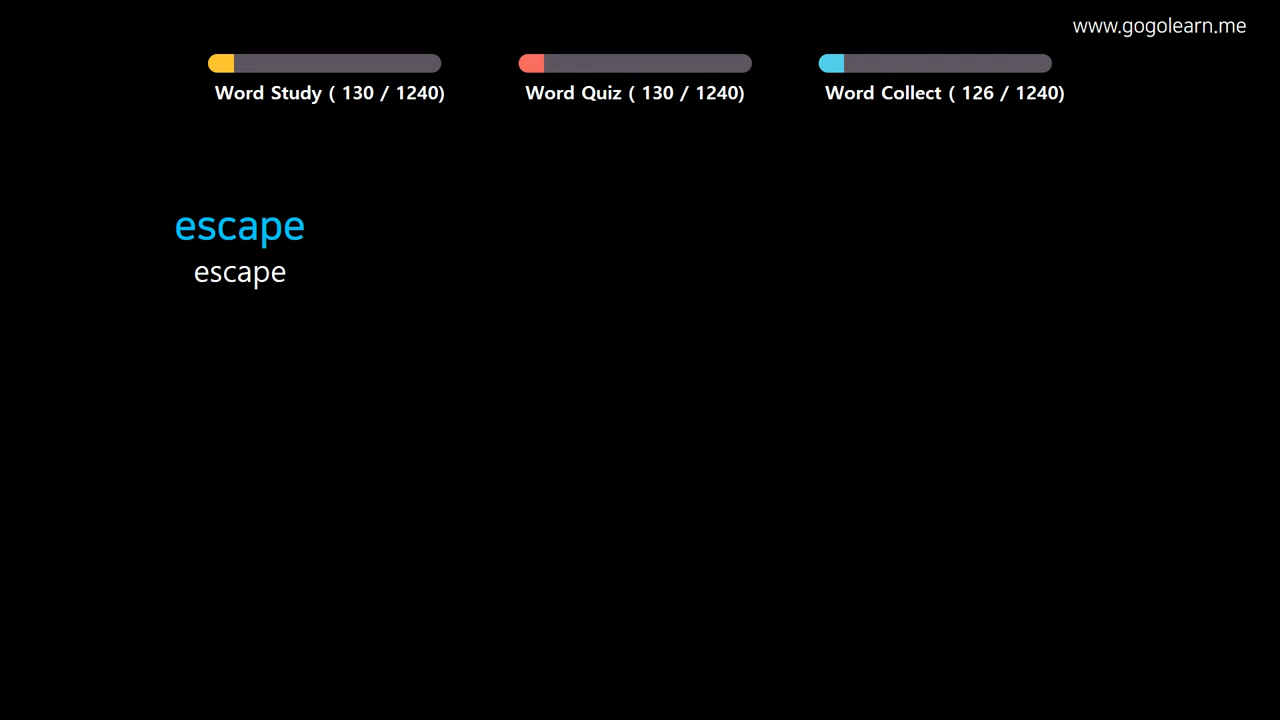 www.gogolearn.me
Word Study ( 130 / 1240)
Word Quiz ( 130 / 1240)
Word Collect ( 126 / 1240)
escape
escape